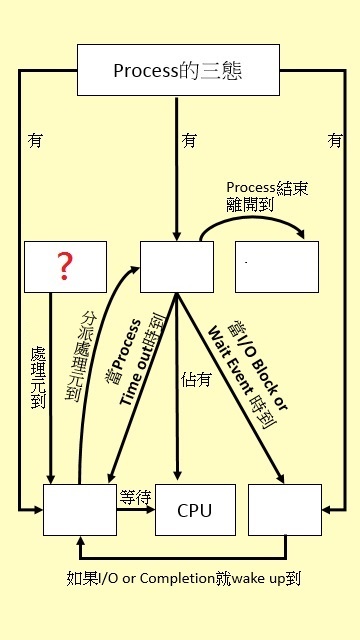 Process的三態
有
有
有
Process結束
離開到
?
.
處理元到
分派處理元到
當Process
Time out時到
佔有
當I/O Block or
Wait Event 時到
等待
CPU
如果I/O or Completion就wake up到